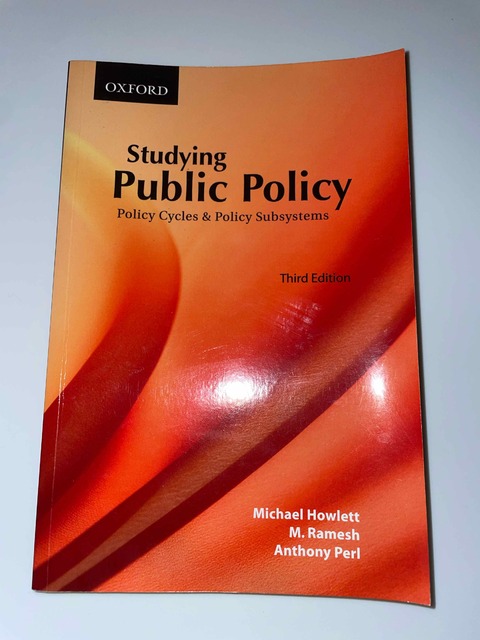 OXFORD
Studying
Public Policy
Policy Cycles & Policy Subsystems
Third Edition
Michael Howlett
M. Ramesh
Anthony Perl